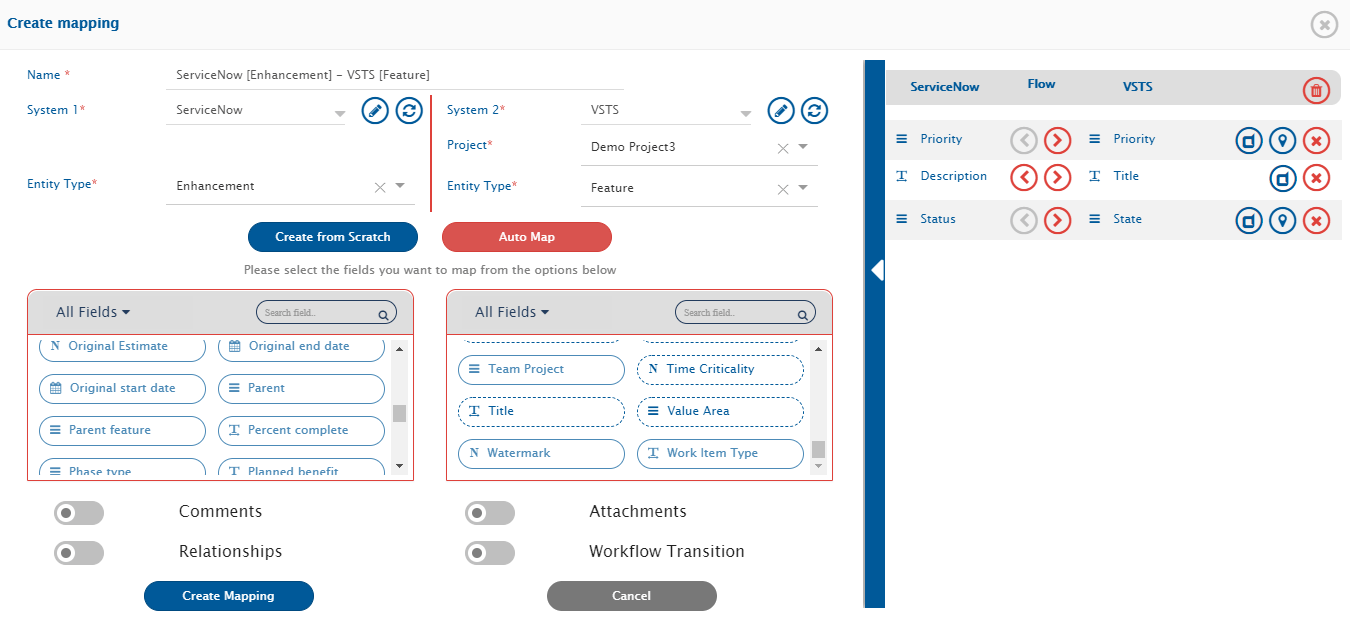 Create mapping
Name *
ServiceNow [Enhancement] - VSTS [Feature]
System 1*
ServiceNow
System 2*
VSTS
Project*
Demo Project3
Entity Type*
Enhancement
Entity Type*
Feature
Create from Scratch
Auto Map
Please select the fields you want to map from the options below
All Fields
Search field..
N Original Estimate
Original end date
Original start date
Parent
Parent feature
T Percent complete
Phase type
T Planned benefit
All Fields
Search field..
Team Project
N Time Criticality
T Title
Value Area
N Watermark
T Work Item Type
Comments
Attachments
Relationships
Workflow Transition
Create Mapping
Cancel
ServiceNow Flow VSTS
Priority Priority
T Description T Title
Status State